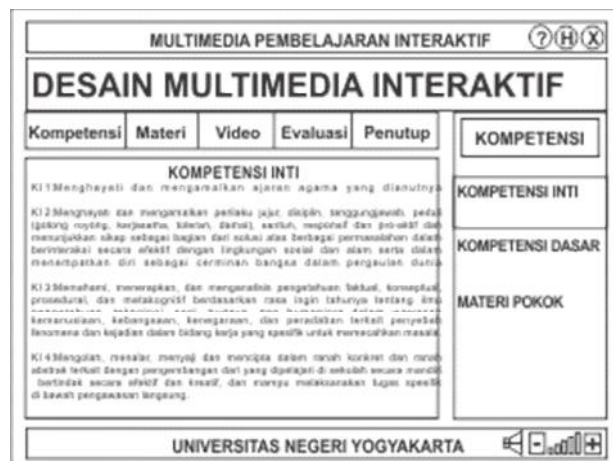 MULTIMEDIA PEMBELAJARAN INTERAKTIF ? H X
DESAIN MULTIMEDIA INTERAKTIF
Kompetensi Materi Video Evaluasi Penutup
KOMPETENSI
KOMPETENSI INTI
KI 1:Menghayati dan mengamalkan ajaran agama yang dianutnya
KI 2:Menghayati dan mengamalkan perilaku jujur, disiplin, tanggungjawab, peduli
(gotong royong, kerjasama, toleran, damai), santun, responsif dan pro-aktif dan
menunjukkan sikap sebagai bagian dari solusi atas berbagai permasalahan dalam
berinteraksi secara efektif dengan lingkungan sosial dan alam serta dalam
menempatkan diri sebagai cerminan bangsa dalam pergaulan dunia
KI 3:Memahami, menerapkan, dan menganalisis pengetahuan faktual, konseptual,
prosedural, dan metakognitif berdasarkan rasa ingin tahunya tentang ilmu
kemanusiaan, kebangsaan, kenegaraan, dan peradaban terkait penyebab
fenomena dan kejadian dalam bidang kerja yang spesifik untuk memecahkan masala
KI 4:Mengolah, menalar, menyaji dan mencipta dalam ranah konkret dan ranah
abstrak terkait dengan pengembangan dari yang dipelajari di sekolah secara mandiri
bertindak secara efektif dan kreatif, dan mampu melaksanakan tugas spesifik
di bawah pengawasan langsung.
KOMPETENSI INTI
KOMPETENSI DASAR
MATERI POKOK
UNIVERSITAS NEGERI YOGYAKARTA - +